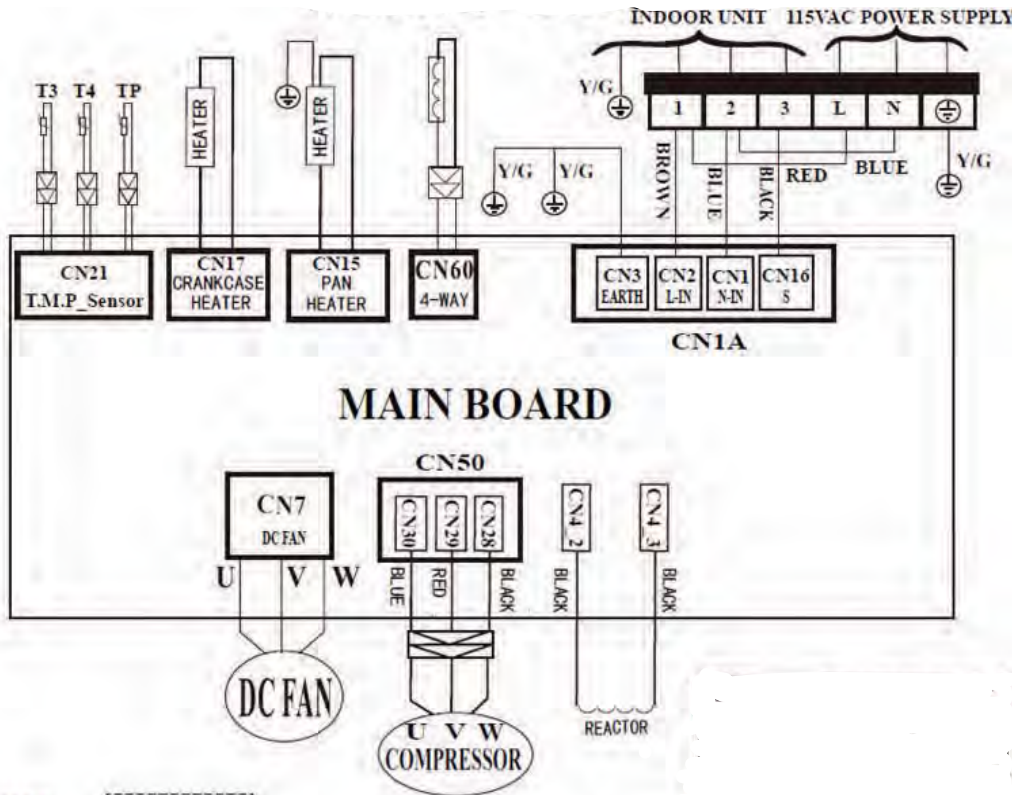 INDOOR UNIT 115VAC POWER SUPPLY
T3 T4 TP
Y/G
1 2 3 L N
HEATER
HEATER
Y/G Y/G
BROWN
BLUE
BLACK
RED
BLUE
Y/G
CN21
T.M.P_Sensor
CN17
CRANKCASE
HEATER
CN15
PAN
HEATER
CN60
4-WAY
CN3
EARTH
CN2
L-IN
CN1
N-IN
CN16
S
CN1A
MAIN BOARD
CN7
DC FAN
U V W
CN50
CN30
CN29
CN28
BLUE
RED
BLACK
CN4_2
CN4_3
BLACK
BLACK
DC FAN
U V W
COMPRESSOR
REACTOR